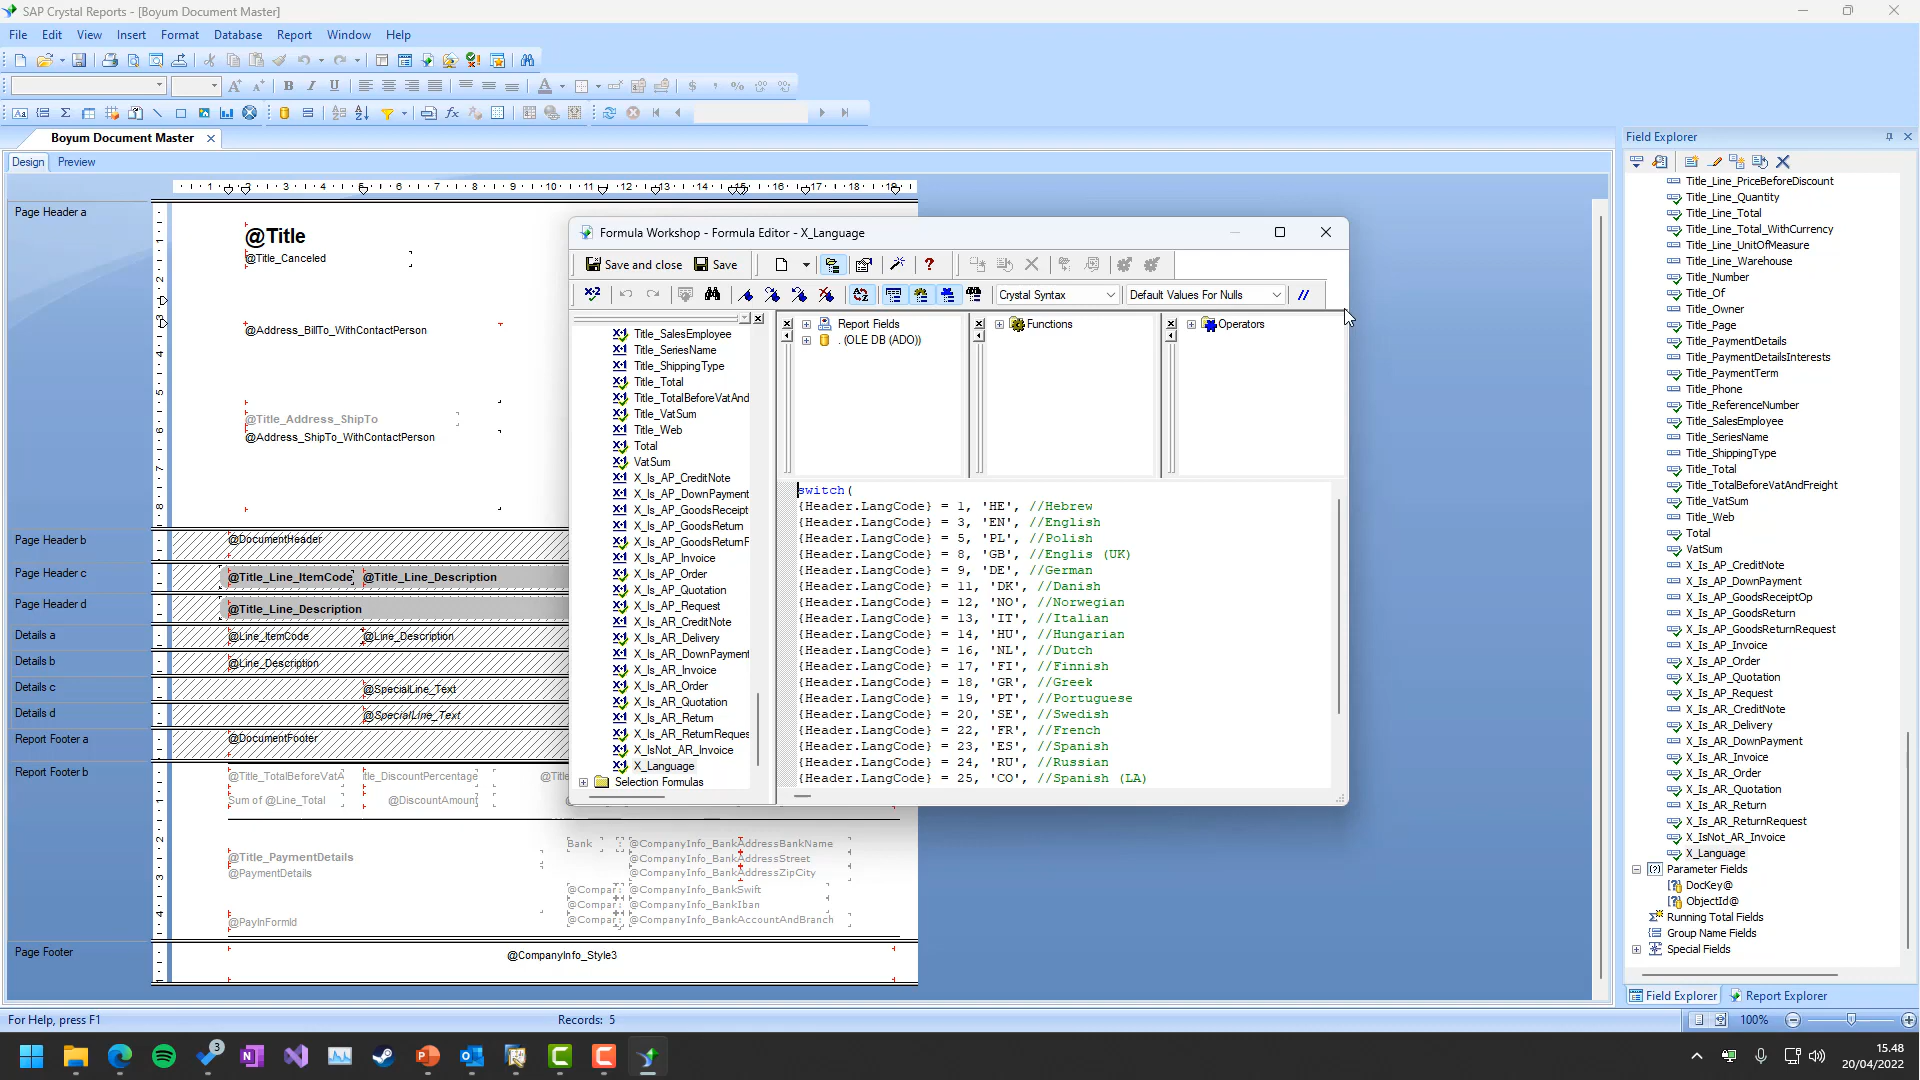 SAP Crystal Reports - [Boyum Document Master]
File Edit View Insert Format Database Report Window Help
Boyum Document Master
Design Preview
Page Header a
@Title
@Title_Canceled
@Address_BillTo_WithContactPerson
@Title_Address_ShipTo
@Address_ShipTo_WithContactPerson
Page Header b
@DocumentHeader
Page Header c
@Title_Line_ItemCode @Title_Line_Description
Page Header d
@Title_Line_Description
Details a
@Line_ItemCode @Line_Description
Details b
@Line_Description
Details c
@SpecialLine_Text
Details d
@SpecialLine_Text
Report Footer a
@DocumentFooter
Report Footer b
@Title_TotalBeforeVatA itle_DiscountPercentage @Title
Sum of @Line_Total @DiscountAmount
Bank @CompanyInfo_BankAddressBankName
@Title_PaymentDetails @CompanyInfo_BankAddressStreet
@PaymentDetails @CompanyInfo_BankAddressZipCity
@Compar @CompanyInfo_BankSwift
@Compar @CompanyInfo_BankIban
@PayInFormId @Compar @CompanyInfo_BankAccountAndBranch
Page Footer
@CompanyInfo_Style3
Formula Workshop - Formula Editor - X_Language
Save and close Save
Crystal Syntax Default Values For Nulls
Title_SalesEmployee
Title_SeriesName
Title_ShippingType
Title_Total
Title_TotalBeforeVatAnd
Title_VatSum
Title_Web
Total
VatSum
X_Is_AP_CreditNote
X_Is_AP_DownPayment
X_Is_AP_GoodsReceipt
X_Is_AP_GoodsReturn
X_Is_AP_GoodsReturnF
X_Is_AP_Invoice
X_Is_AP_Order
X_Is_AP_Quotation
X_Is_AP_Request
X_Is_AR_CreditNote
X_Is_AR_Delivery
X_Is_AR_DownPayment
X_Is_AR_Invoice
X_Is_AR_Order
X_Is_AR_Quotation
X_Is_AR_Return
X_Is_AR_ReturnReques
X_IsNot_AR_Invoice
X_Language
Selection Formulas
Report Fields
. (OLE DB (ADO))
Functions
Operators
switch(
{Header.LangCode} = 1, 'HE', //Hebrew
{Header.LangCode} = 3, 'EN', //English
{Header.LangCode} = 5, 'PL', //Polish
{Header.LangCode} = 8, 'GB', //Englis (UK)
{Header.LangCode} = 9, 'DE', //German
{Header.LangCode} = 11, 'DK', //Danish
{Header.LangCode} = 12, 'NO', //Norwegian
{Header.LangCode} = 13, 'IT', //Italian
{Header.LangCode} = 14, 'HU', //Hungarian
{Header.LangCode} = 16, 'NL', //Dutch
{Header.LangCode} = 17, 'FI', //Finnish
{Header.LangCode} = 18, 'GR', //Greek
{Header.LangCode} = 19, 'PT', //Portuguese
{Header.LangCode} = 20, 'SE', //Swedish
{Header.LangCode} = 22, 'FR', //French
{Header.LangCode} = 23, 'ES', //Spanish
{Header.LangCode} = 24, 'RU', //Russian
{Header.LangCode} = 25, 'CO', //Spanish (LA)
Field Explorer
Title_Line_PriceBeforeDiscount
Title_Line_Quantity
Title_Line_Total
Title_Line_Total_WithCurrency
Title_Line_UnitOfMeasure
Title_Line_Warehouse
Title_Number
Title_Of
Title_Owner
Title_Page
Title_PaymentDetails
Title_PaymentDetailsInterests
Title_PaymentTerm
Title_Phone
Title_ReferenceNumber
Title_SalesEmployee
Title_SeriesName
Title_ShippingType
Title_Total
Title_TotalBeforeVatAndFreight
Title_VatSum
Title_Web
Total
VatSum
X_Is_AP_CreditNote
X_Is_AP_DownPayment
X_Is_AP_GoodsReceiptOp
X_Is_AP_GoodsReturn
X_Is_AP_GoodsReturnRequest
X_Is_AP_Invoice
X_Is_AP_Order
X_Is_AP_Quotation
X_Is_AP_Request
X_Is_AR_CreditNote
X_Is_AR_Delivery
X_Is_AR_DownPayment
X_Is_AR_Invoice
X_Is_AR_Order
X_Is_AR_Quotation
X_Is_AR_Return
X_Is_AR_ReturnRequest
X_IsNot_AR_Invoice
X_Language
Parameter Fields
DocKey@
ObjectId@
Running Total Fields
Group Name Fields
Special Fields
Field Explorer Report Explorer
For Help, press F1 Records: 5 100%
3
15.48
20/04/2022